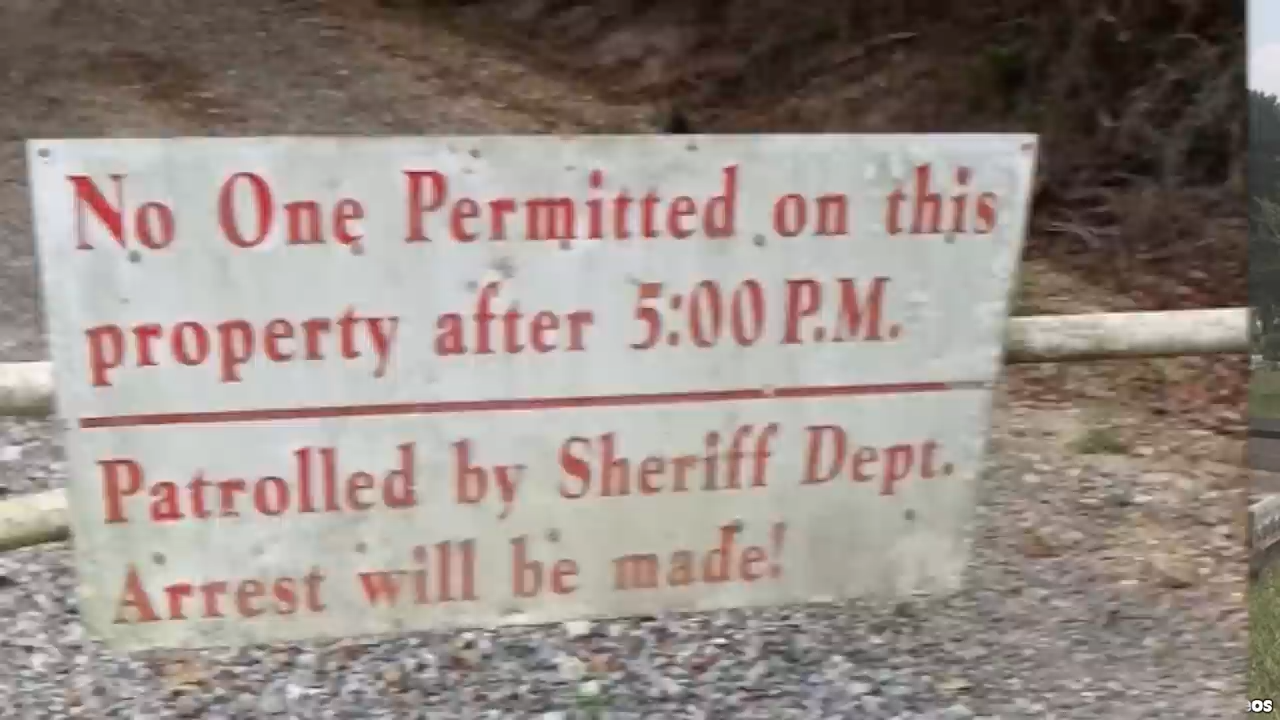 No One Permitted on this
property after 5:00 P.M.
Patrolled by Sheriff Dept.
Arrest will be made!